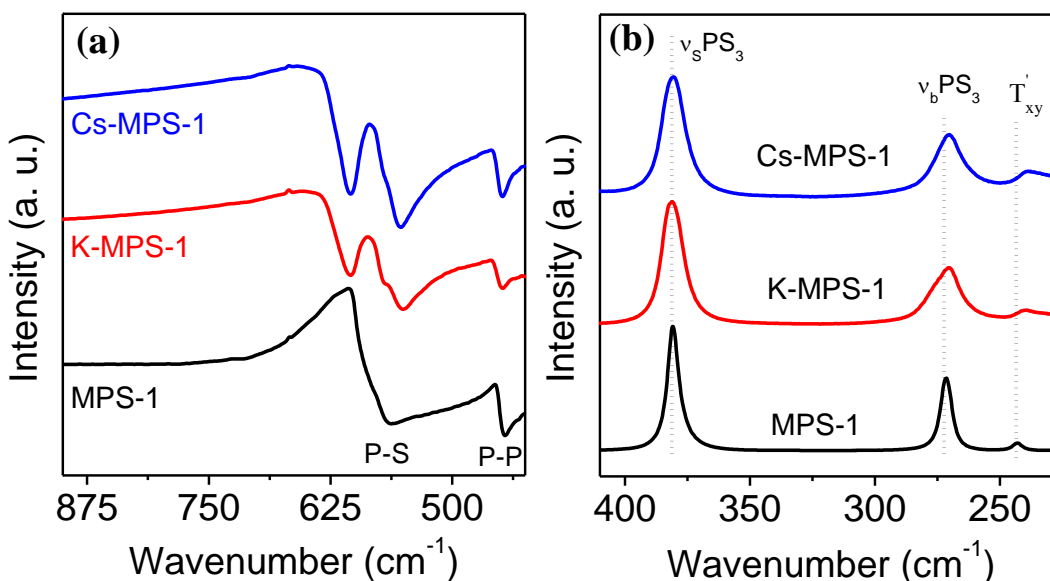 (a)
Cs-MPS-1
K-MPS-1
MPS-1
P-S
P-P
Intensity (a. u.)
875 750 625 500
Wavenumber (cm⁻¹)
(b)
νₛPS₃
ν_bPS₃
T'xy
Cs-MPS-1
K-MPS-1
MPS-1
Intensity (a. u.)
400 350 300 250
Wavenumber (cm⁻¹)